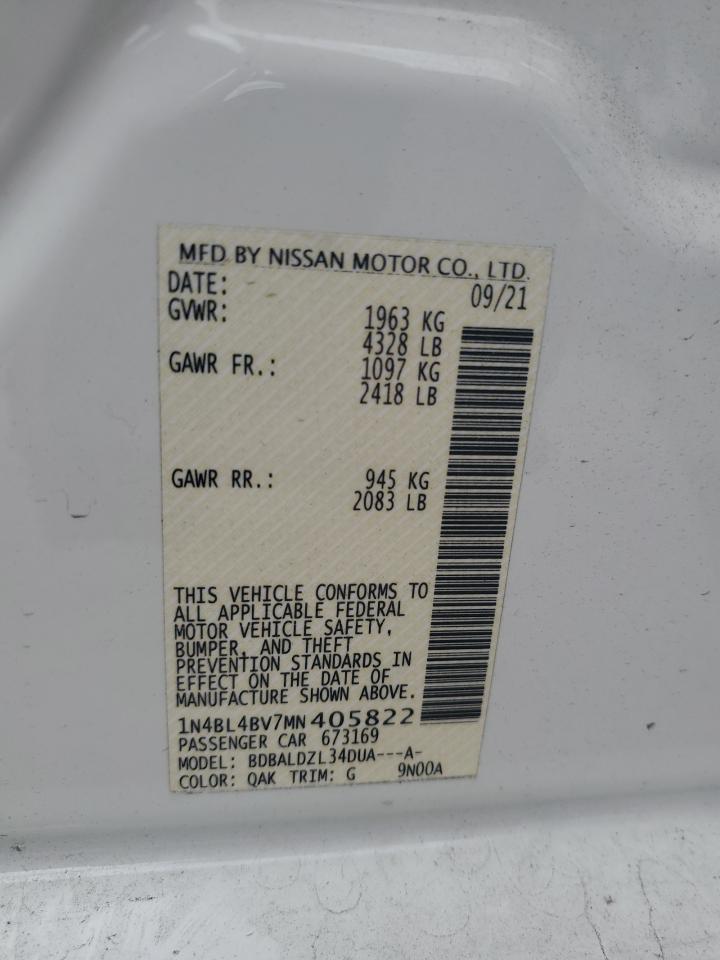 MFD BY NISSAN MOTOR CO., LTD.
DATE: 09/21
GVWR: 1963 KG
4328 LB
GAWR FR.: 1097 KG
2418 LB
GAWR RR.: 945 KG
2083 LB
THIS VEHICLE CONFORMS TO
ALL APPLICABLE FEDERAL
MOTOR VEHICLE SAFETY,
BUMPER, AND THEFT
PREVENTION STANDARDS IN
EFFECT ON THE DATE OF
MANUFACTURE SHOWN ABOVE.
1N4BL4BV7MN405822
PASSENGER CAR 673169
MODEL: BDBALDZL34DUA---A-
COLOR: QAK TRIM: G 9N00A